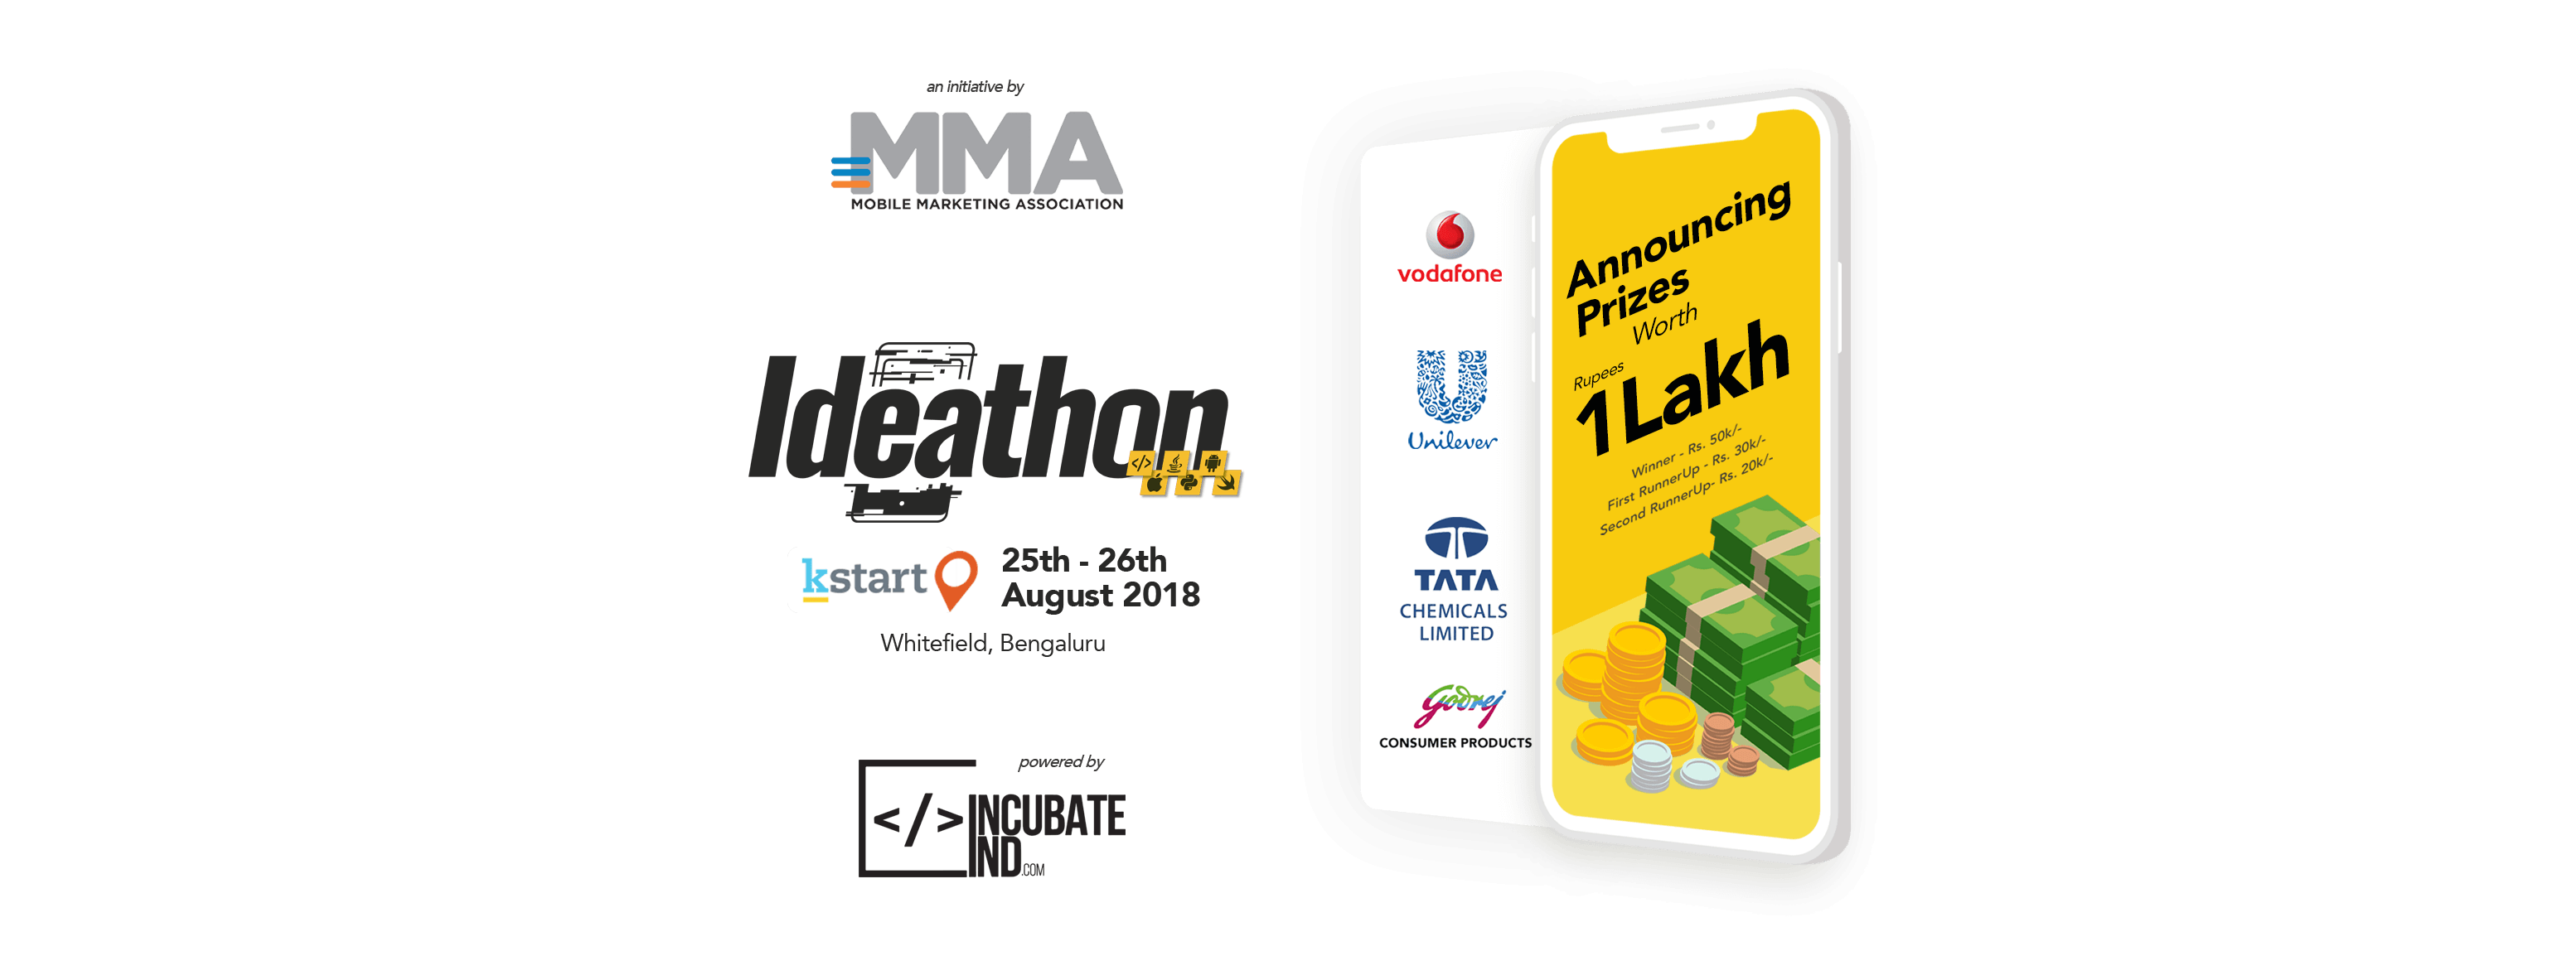 an initiative by
MMA
MOBILE MARKETING ASSOCIATION
Ideathon
</>
kstart
25th - 26th
August 2018
Whitefield, Bengaluru
powered by
</> INCUBATE
IND.COM
vodafone
Unilever
TATA
CHEMICALS
LIMITED
Godrej
CONSUMER PRODUCTS
Announcing
Prizes
Worth
Rupees
1 Lakh
Winner - Rs. 50k/-
First RunnerUp - Rs. 30k/-
Second RunnerUp- Rs. 20k/-